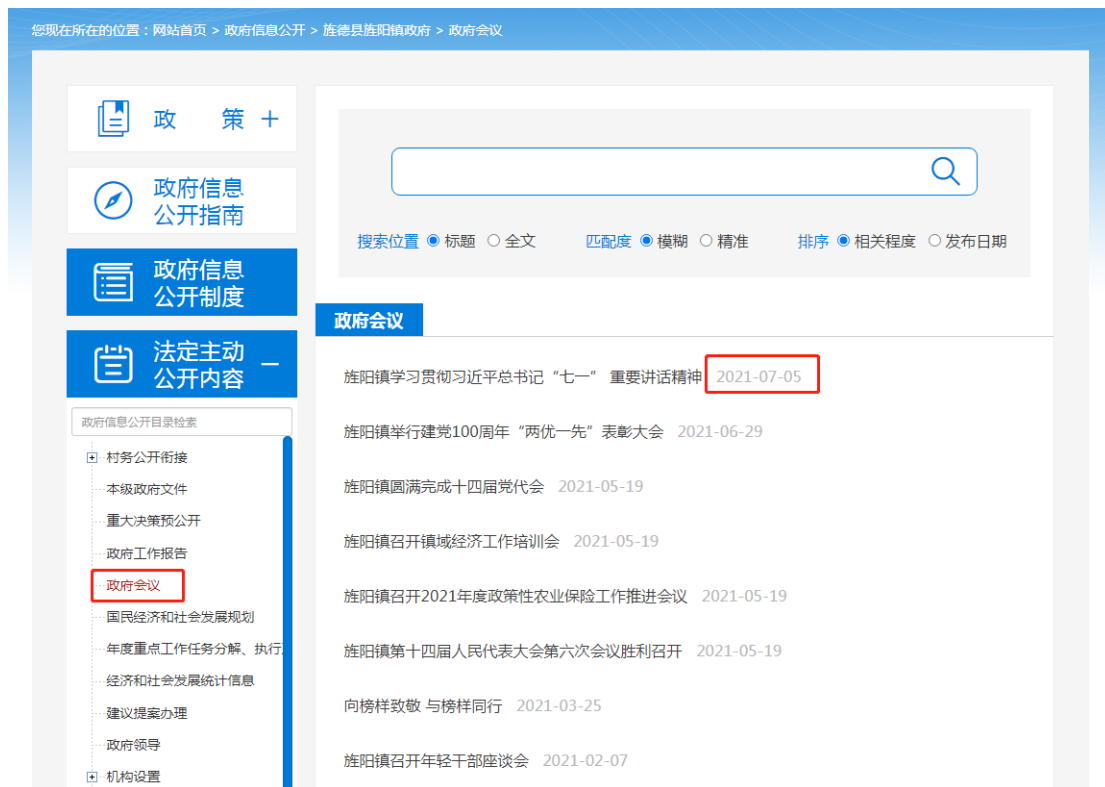 您现在所在的位置：网站首页 > 政府信息公开 > 旌德县旌阳镇政府 > 政府会议
政 策
政府信息
公开指南
政府信息
公开制度
法定主动
公开内容
政府信息公开目录检索
村务公开衔接
本级政府文件
重大决策预公开
政府工作报告
政府会议
国民经济和社会发展规划
年度重点工作任务分解、执行
经济和社会发展统计信息
建议提案办理
政府领导
机构设置
搜索位置 标题 全文 匹配度 模糊 精准 排序 相关程度 发布日期
政府会议
旌阳镇学习贯彻习近平总书记“七一” 重要讲话精神 2021-07-05
旌阳镇举行建党100周年“两优一先”表彰大会 2021-06-29
旌阳镇圆满完成十四届党代会 2021-05-19
旌阳镇召开镇域经济工作培训会 2021-05-19
旌阳镇召开2021年度政策性农业保险工作推进会议 2021-05-19
旌阳镇第十四届人民代表大会第六次会议胜利召开 2021-05-19
向榜样致敬 与榜样同行 2021-03-25
旌阳镇召开年轻干部座谈会 2021-02-07